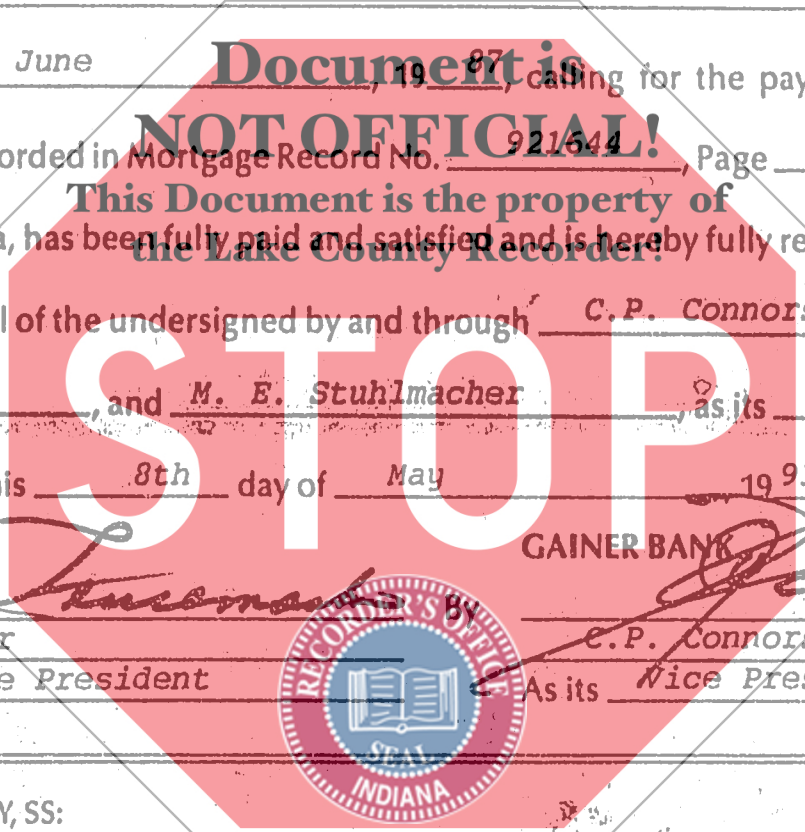 June , 19 87, calling for the pay
Document is
NOT OFFICIAL!
orded in Mortgage Record No. 921644 , Page
This Document is the property of
the Lake County Recorder!
a, has been fully paid and satisfied and is hereby fully re
l of the undersigned by and through C.P. Connors
STOP
, and M. E. Stuhlmacher , as its
is 8th day of May 19 9
GAINER BANK
By
r C.P. Connors
e President As its Vice Pres
RECORDER'S OFFICE
SEAL
INDIANA
Y, SS: